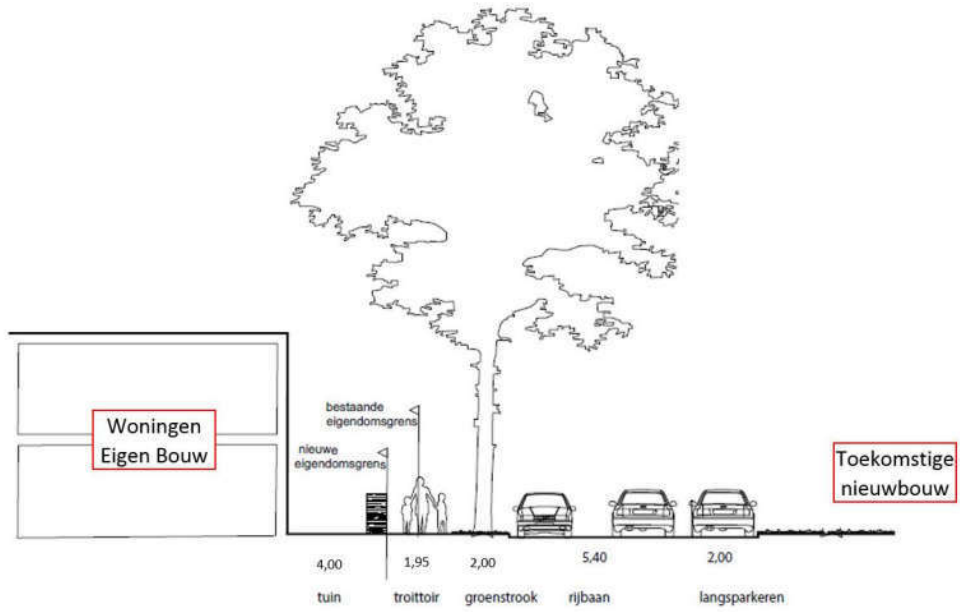 bestaande
eigendomsgrens
Woningen
Eigen Bouw
nieuwe
eigendomsgrens
Toekomstige
nieuwbouw
4,00 1,95 2,00 5,40 2,00
tuin troittoir groenstrook rijbaan langsparkeren